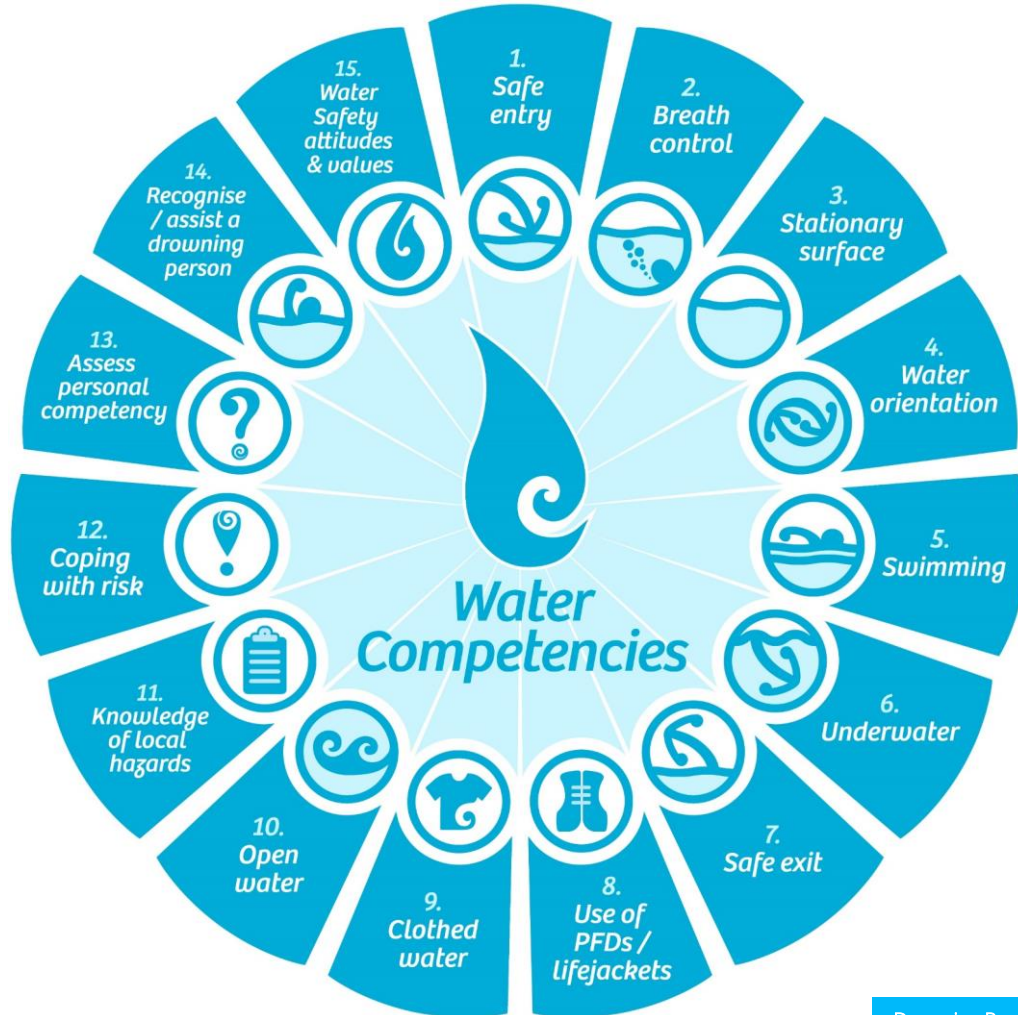 1.
Safe
entry
2.
Breath
control
3.
Stationary
surface
4.
Water
orientation
5.
Swimming
6.
Underwater
7.
Safe exit
8.
Use of
PFDs /
lifejackets
9.
Clothed
water
10.
Open
water
11.
Knowledge
of local
hazards
12.
Coping
with risk
13.
Assess
personal
competency
14.
Recognise
/ assist a
drowning
person
15.
Water
Safety
attitudes
& values
Water
Competencies